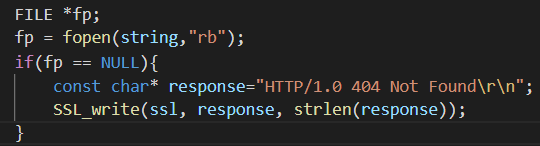 FILE *fp;
fp = fopen(string,"rb");
if(fp == NULL){
    const char* response="HTTP/1.0 404 Not Found\r\n";
    SSL_write(ssl, response, strlen(response));
}